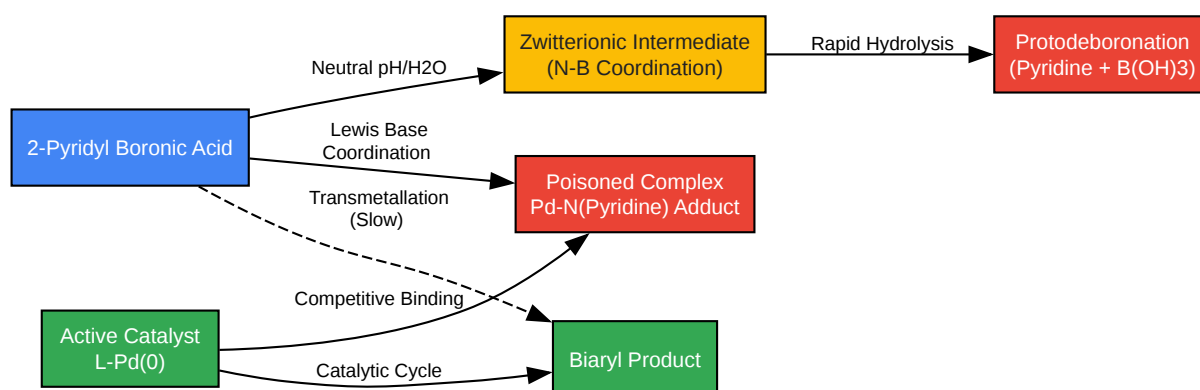 Zwitterionic Intermediate
(N-B Coordination)
Rapid Hydrolysis
Protodeboronation
(Pyridine + B(OH)3)
Neutral pH/H2O
2-Pyridyl Boronic Acid
Lewis Base
Coordination
Poisoned Complex
Pd-N(Pyridine) Adduct
Transmetallation
(Slow)
Competitive Binding
Active Catalyst
L-Pd(0)
Catalytic Cycle
Biaryl Product